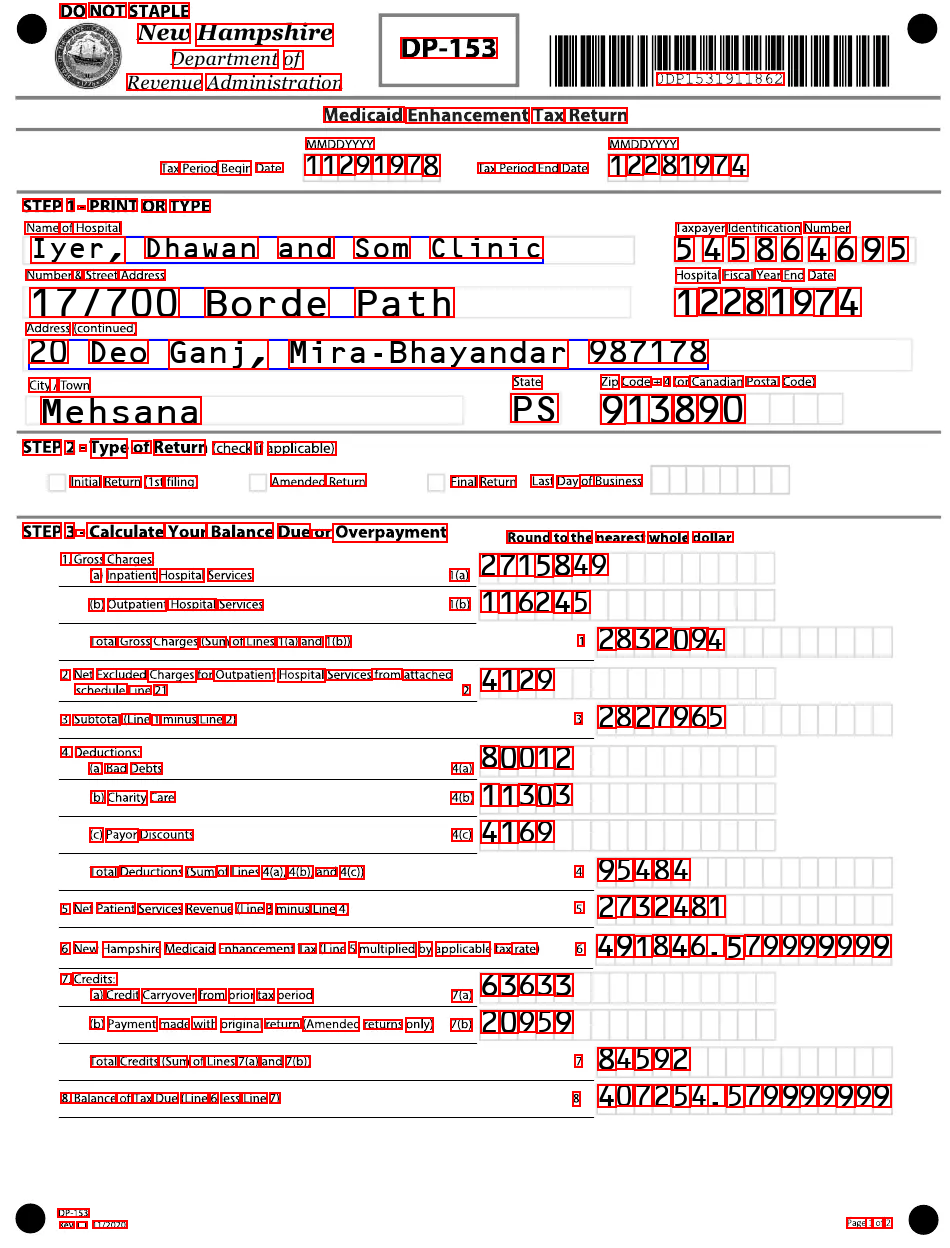 DO NOT STAPLE
New Hampshire
Department of
Revenue Administration
DP-153
0DP1531911862
Medicaid Enhancement Tax Return
MMDDYYYY MMDDYYYY
Tax Period Begin Date 11291978 Tax Period End Date 12281974
STEP 1 - PRINT OR TYPE
Name of Hospital Taxpayer Identification Number
Iyer, Dhawan and Som Clinic 545864695
Number & Street Address Hospital Fiscal Year End Date
17/700 Borde Path 12281974
Address (continued)
20 Deo Ganj, Mira-Bhayandar 987178
City / Town State Zip Code + 4 (or Canadian Postal Code)
Mehsana PS 913890
STEP 2 - Type of Return (check if applicable)
Initial Return (1st filing) Amended Return Final Return Last Day of Business
STEP 3 - Calculate Your Balance Due or Overpayment Round to the nearest whole dollar
1. Gross Charges
(a) Inpatient Hospital Services 1(a) 2715849
(b) Outpatient Hospital Services 1(b) 116245
Total Gross Charges (Sum of Lines 1(a) and 1(b)) 1 2832094
2. Net Excluded Charges for Outpatient Hospital Services from attached
schedule Line 21 2 4129
3. Subtotal (Line 1 minus Line 2) 3 2827965
4. Deductions:
(a) Bad Debts 4(a) 80012
(b) Charity Care 4(b) 11303
(c) Payor Discounts 4(c) 4169
Total Deductions (Sum of Lines 4(a), 4(b), and 4(c)) 4 95484
5. Net Patient Services Revenue (Line 3 minus Line 4) 5 2732481
6. New Hampshire Medicaid Enhancement Tax (Line 5 multiplied by applicable tax rate) 6 491846.579999999
7. Credits:
(a) Credit Carryover from prior tax period 7(a) 63633
(b) Payment made with original return (Amended returns only) 7(b) 20959
Total Credits (Sum of Lines 7(a) and 7(b)) 7 84592
8. Balance of Tax Due (Line 6 less Line 7) 8 407254.579999999
DP-153
Rev 11/2020
Page 1 of 2